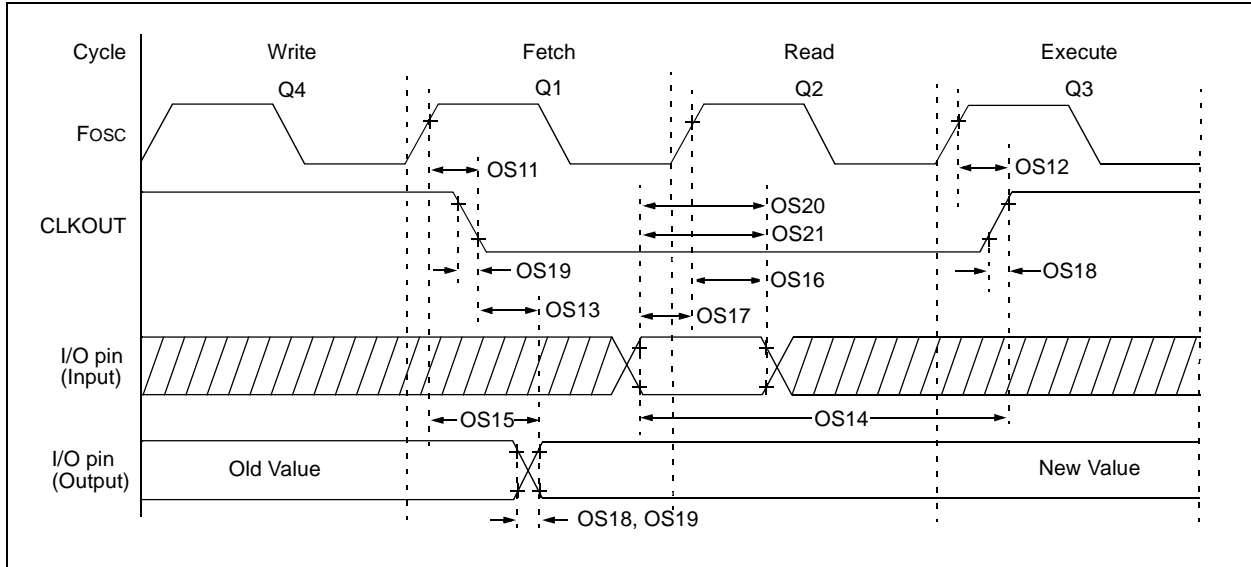 Cycle Write Fetch Read Execute
Q4 Q1 Q2 Q3
FOSC
OS11 OS12
OS20
CLKOUT
OS21
OS19 OS16 OS18
OS13 OS17
I/O pin
(Input)
OS15 OS14
I/O pin
(Output)
Old Value New Value
OS18, OS19